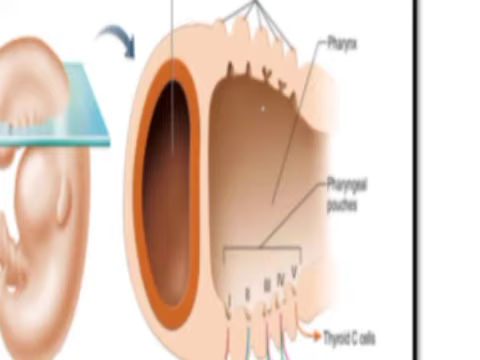 Pharynx
Pharyngeal
pouches
I II III IV V
Thyroid C cells